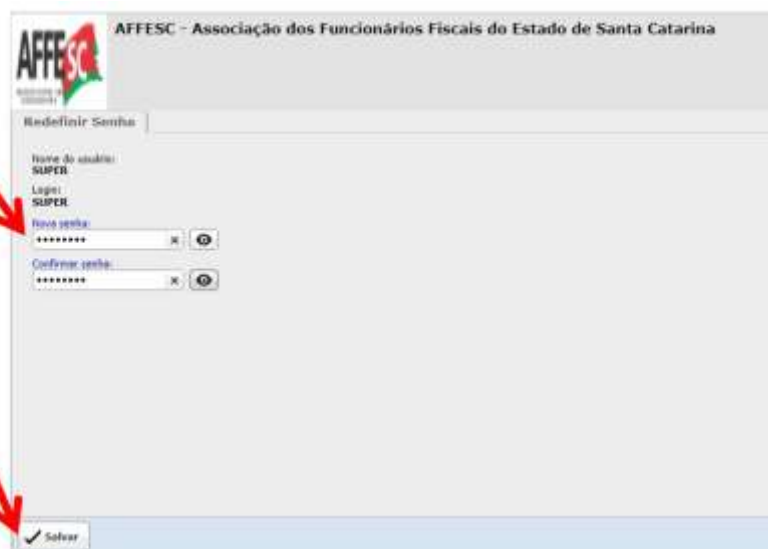 AFFESC - Associação dos Funcionários Fiscais do Estado de Santa Catarina
AFFESC
Redefinir Senha
Nome do usuário:
SUPER
Login:
SUPER
Nova senha:
••••••••
Confirmar senha:
••••••••
Salvar